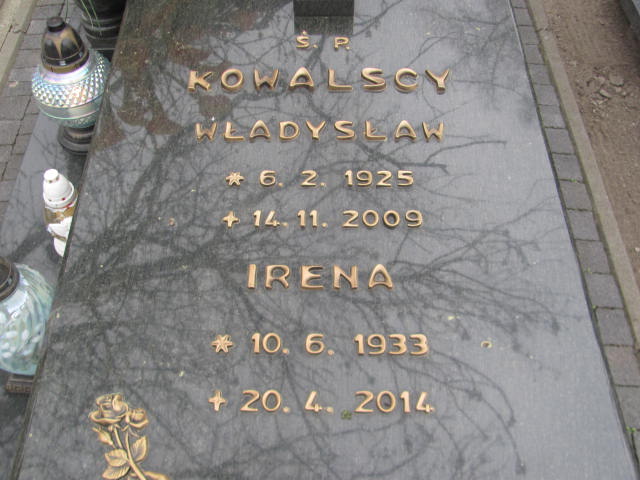 Ś. P.
KOWALSCY
WŁADYSŁAW
* 6. 2. 1925
+ 14. 11. 2009
IRENA
* 10. 6. 1933
+ 20. 4. 2014